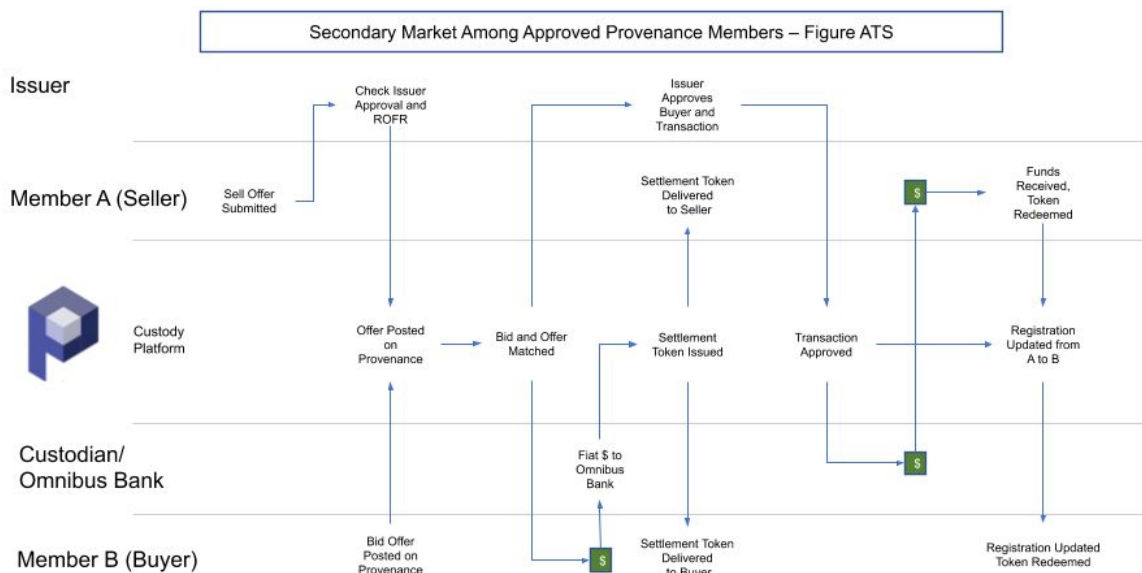 Secondary Market Among Approved Provenance Members – Figure ATS
Issuer
Check Issuer
Approval and
ROFR
Issuer
Approves
Buyer and
Transaction
Member A (Seller)
Sell Offer
Submitted
Settlement Token
Delivered
to Seller
$
Funds
Received,
Token
Redeemed
Custody
Platform
Offer Posted
on
Provenance
Bid and Offer
Matched
Settlement
Token Issued
Transaction
Approved
Registration
Updated from
A to B
Custodian/
Omnibus Bank
Fiat $ to
Omnibus
Bank
$
Member B (Buyer)
Bid Offer
Posted on
Provenance
$
Settlement Token
Delivered
to Buyer
Registration Updated
Token Redeemed